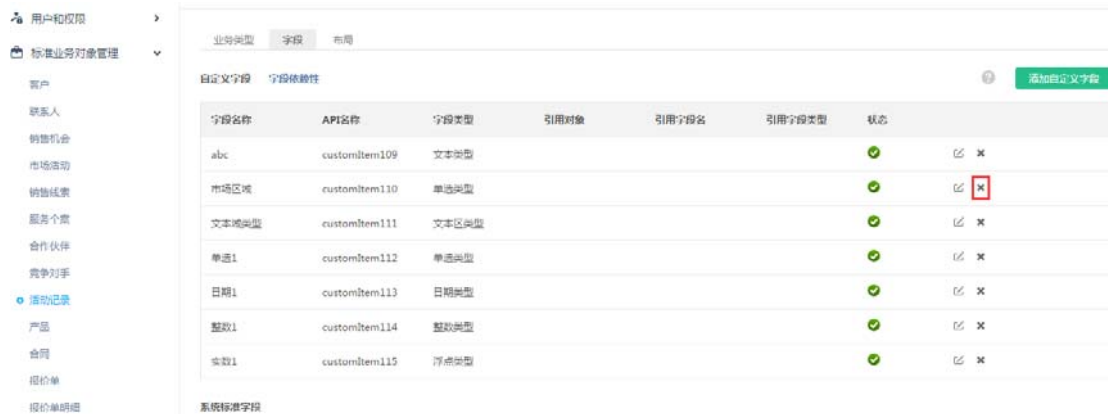 用户和权限
标准业务对象管理
客户
联系人
销售机会
市场活动
销售线索
服务个案
合作伙伴
竞争对手
活动记录
产品
合同
报价单
报价单明细
业务类型 字段 布局
自定义字段 字段依赖性 添加自定义字段
字段名称 API名称 字段类型 引用对象 引用字段名 引用字段类型 状态
abc customItem109 文本类型
市场区域 customItem110 单选类型
文本域类型 customItem111 文本区类型
单选1 customItem112 单选类型
日期1 customItem113 日期类型
整数1 customItem114 整数类型
实数1 customItem115 浮点类型
系统标准字段